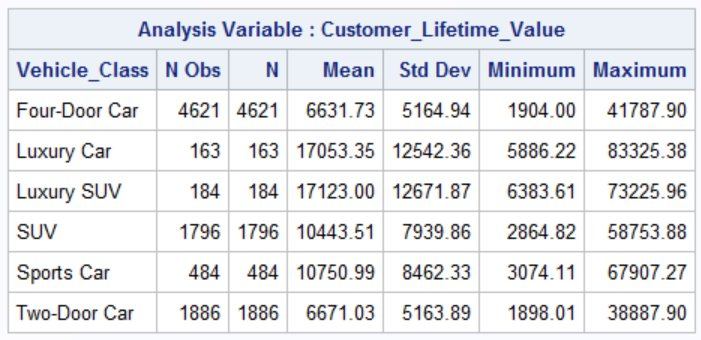 Analysis Variable : Customer_Lifetime_Value
Vehicle_Class N Obs N Mean Std Dev Minimum Maximum
Four-Door Car 4621 4621 6631.73 5164.94 1904.00 41787.90
Luxury Car 163 163 17053.35 12542.36 5886.22 83325.38
Luxury SUV 184 184 17123.00 12671.87 6383.61 73225.96
SUV 1796 1796 10443.51 7939.86 2864.82 58753.88
Sports Car 484 484 10750.99 8462.33 3074.11 67907.27
Two-Door Car 1886 1886 6671.03 5163.89 1898.01 38887.90